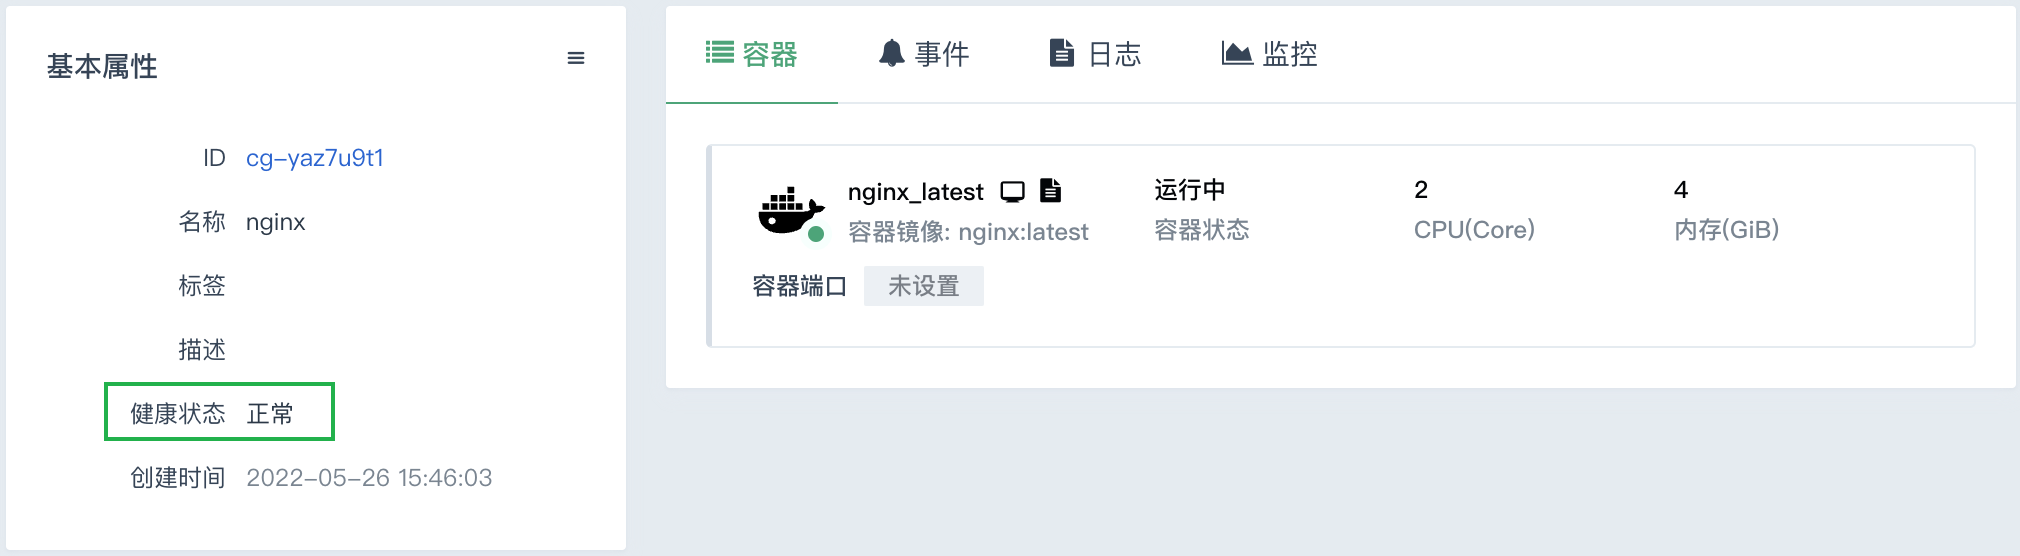 基本属性
ID cg-yaz7u9t1
名称 nginx
标签
描述
健康状态 正常
创建时间 2022-05-26 15:46:03
容器 事件 日志 监控
nginx_latest 运行中 2 4
容器镜像: nginx:latest 容器状态 CPU(Core) 内存(GiB)
容器端口 未设置